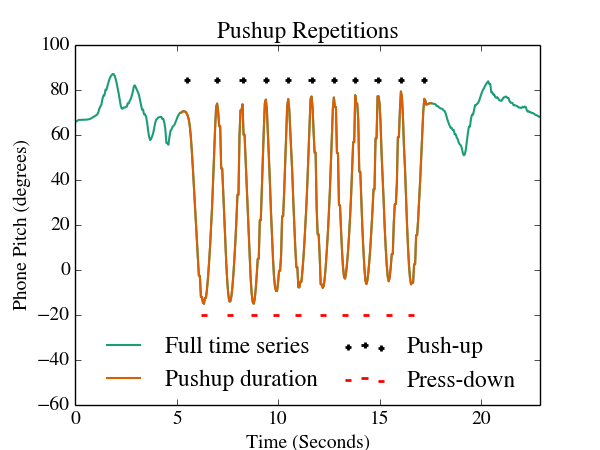 Pushup Repetitions
100
80
60
40
20
0
−20
−40
−60
Phone Pitch (degrees)
Full time series
Pushup duration
Push-up
Press-down
0 5 10 15 20
Time (Seconds)